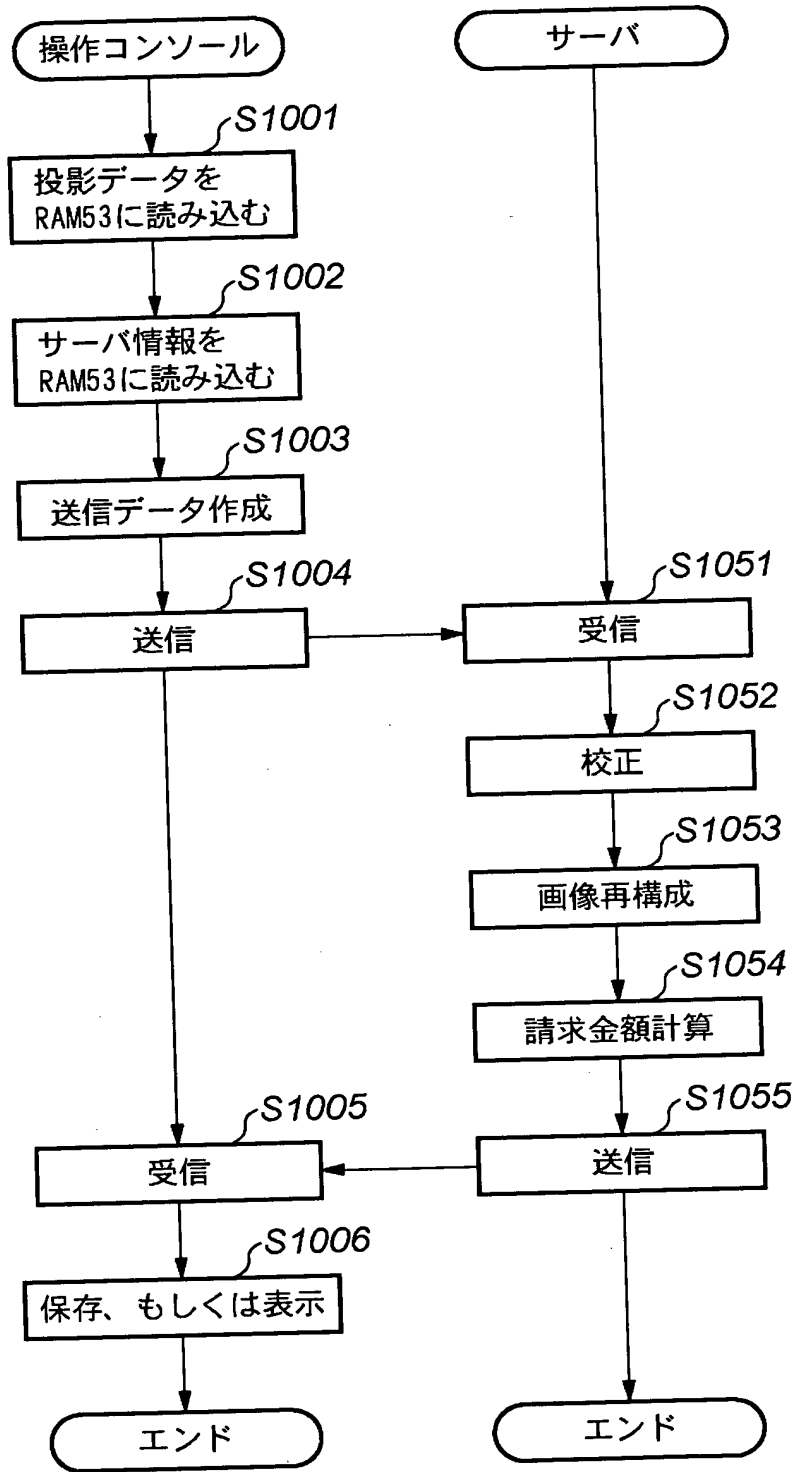 操作コンソール
サーバ
S1001
投影データを
RAM53に読み込む
S1002
サーバ情報を
RAM53に読み込む
S1003
送信データ作成
S1004
送信
S1051
受信
S1052
校正
S1053
画像再構成
S1054
請求金額計算
S1055
送信
S1005
受信
S1006
保存、もしくは表示
エンド
エンド